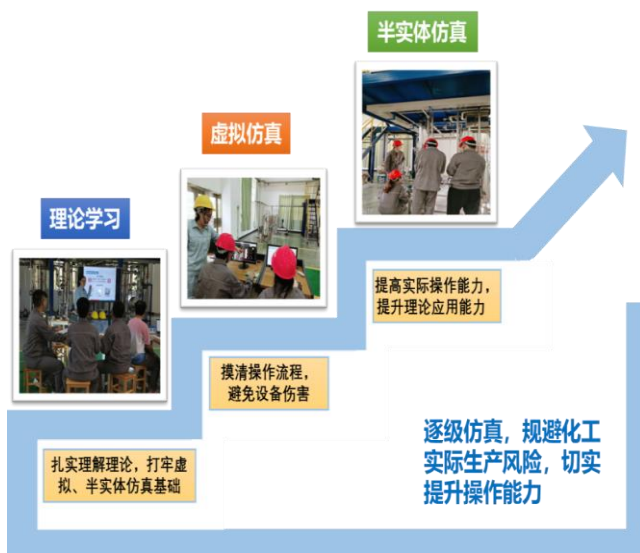 半实体仿真
虚拟仿真
理论学习
提高实际操作能力，
提升理论应用能力
摸清操作流程，
避免设备伤害
扎实理解理论，打牢虚
拟、半实体仿真基础
逐级仿真，规避化工
实际生产风险，切实
提升操作能力